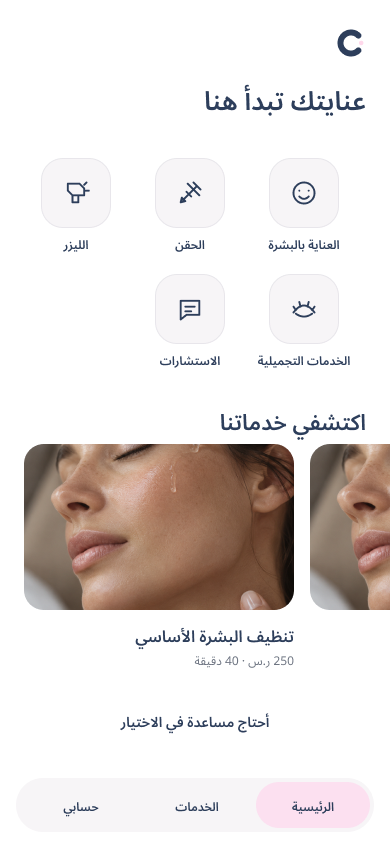 عنايتك تبدأ هنا
العناية بالبشرة
الحقن
الليزر
الخدمات التجميلية
الاستشارات
اكتشفي خدماتنا
تنظيف البشرة الأساسي
250 ر.س · 40 دقيقة
أحتاج مساعدة في الاختيار
الرئيسية
الخدمات
حسابي